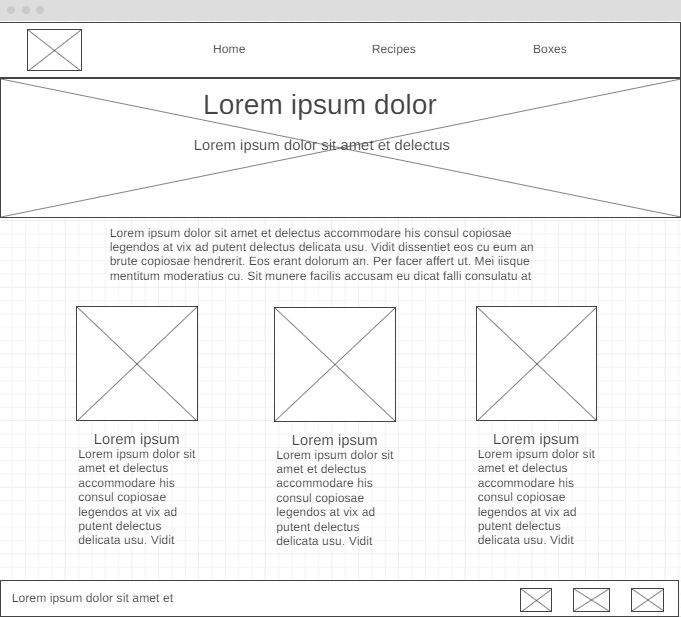 Home Recipes Boxes
Lorem ipsum dolor
Lorem ipsum dolor sit amet et delectus
Lorem ipsum dolor sit amet et delectus accommodare his consul copiosae
legendos at vix ad putent delectus delicata usu. Vidit dissentiet eos cu eum an
brute copiosae hendrerit. Eos erant dolorum an. Per facer affert ut. Mei iisque
mentitum moderatius cu. Sit munere facilis accusam eu dicat falli consulatu at
Lorem ipsum
Lorem ipsum dolor sit
amet et delectus
accommodare his
consul copiosae
legendos at vix ad
putent delectus
delicata usu. Vidit
Lorem ipsum
Lorem ipsum dolor sit
amet et delectus
accommodare his
consul copiosae
legendos at vix ad
putent delectus
delicata usu. Vidit
Lorem ipsum
Lorem ipsum dolor sit
amet et delectus
accommodare his
consul copiosae
legendos at vix ad
putent delectus
delicata usu. Vidit
Lorem ipsum dolor sit amet et